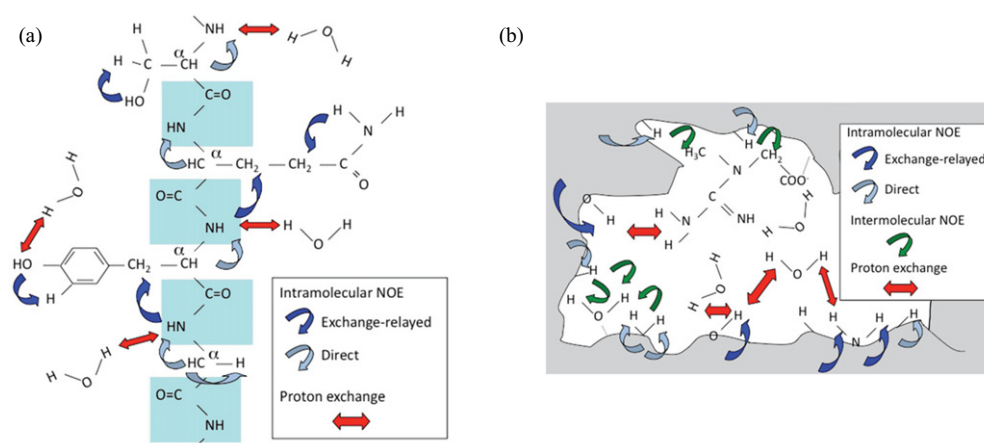 (a)
NH
H
O
H
H
α
H
C
CH
HO
C=O
HN
H
H
N
HC
CH₂
CH₂
C
O
O=C
H
O
H
α
NH
H
H
O
HO
CH₂
CH
H
C=O
HN
H
α
O
H
HC
H
O=C
NH
Intramolecular NOE
Exchange-relayed
Direct
Proton exchange
(b)
H
H
H₃C
N
CH₂
COO⁻
O
H
H
N
C
NH
H
H
O
H
H
H
O
H
H
H
O
H
H
O
H
H
H
O
H
H
H
H
N
H
H
Intramolecular NOE
Exchange-relayed
Direct
Intermolecular NOE
Proton exchange